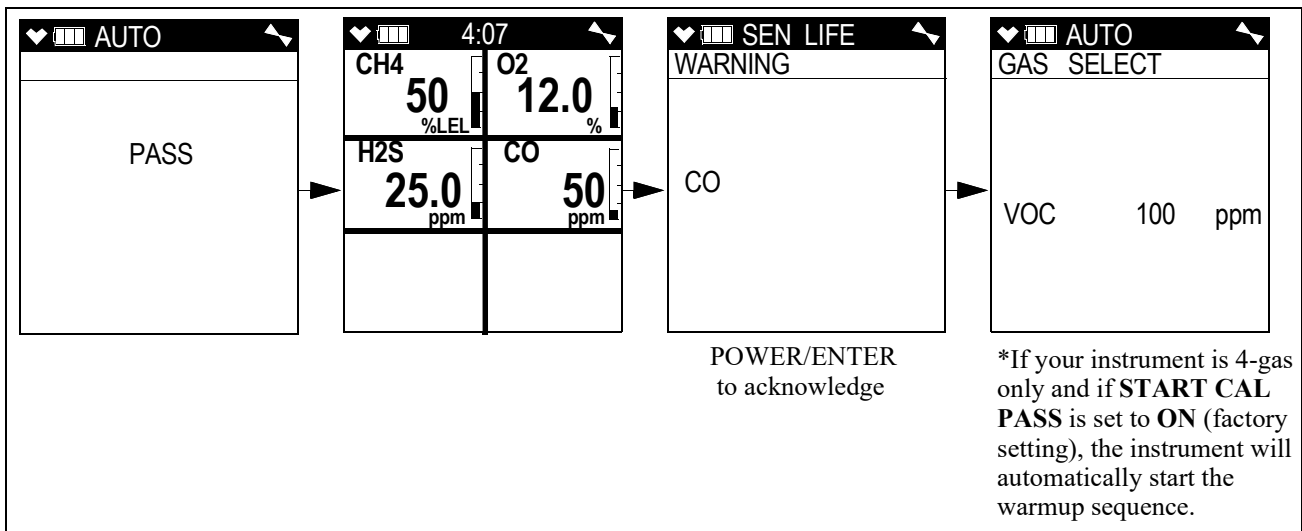 AUTO
PASS
4:07
CH4
50
%LEL
O2
12.0
%
H2S
25.0
ppm
CO
50
ppm
SEN LIFE
WARNING
CO
POWER/ENTER
to acknowledge
AUTO
GAS SELECT
VOC 100 ppm
*If your instrument is 4-gas
only and if START CAL
PASS is set to ON (factory
setting), the instrument will
automatically start the
warmup sequence.